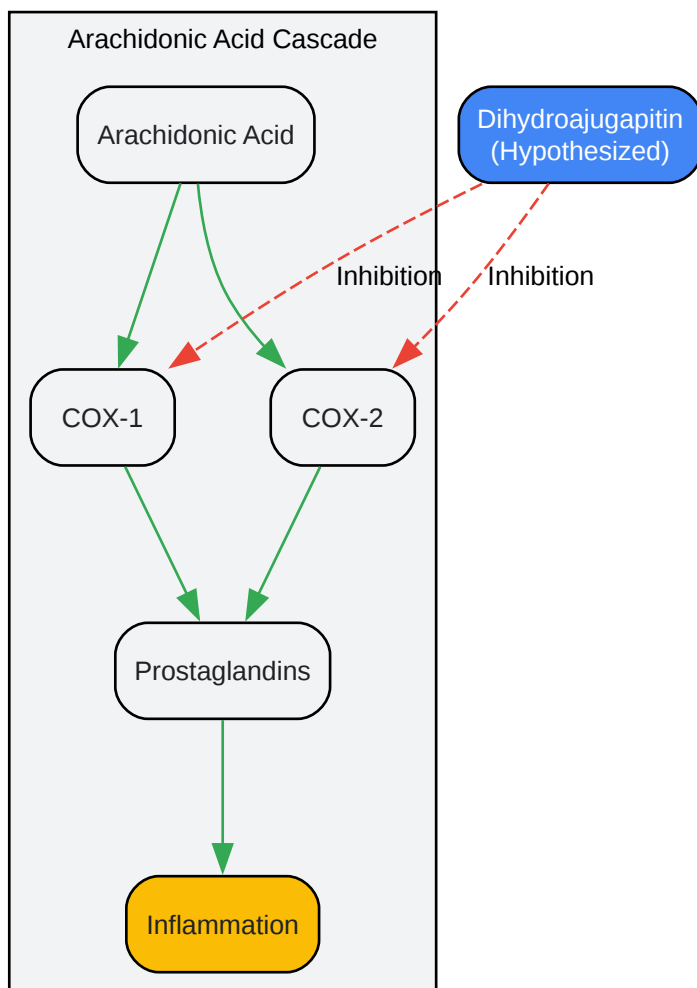 Arachidonic Acid Cascade
Arachidonic Acid
Dihydroajugapitin
(Hypothesized)
Inhibition
Inhibition
COX-1
COX-2
Prostaglandins
Inflammation